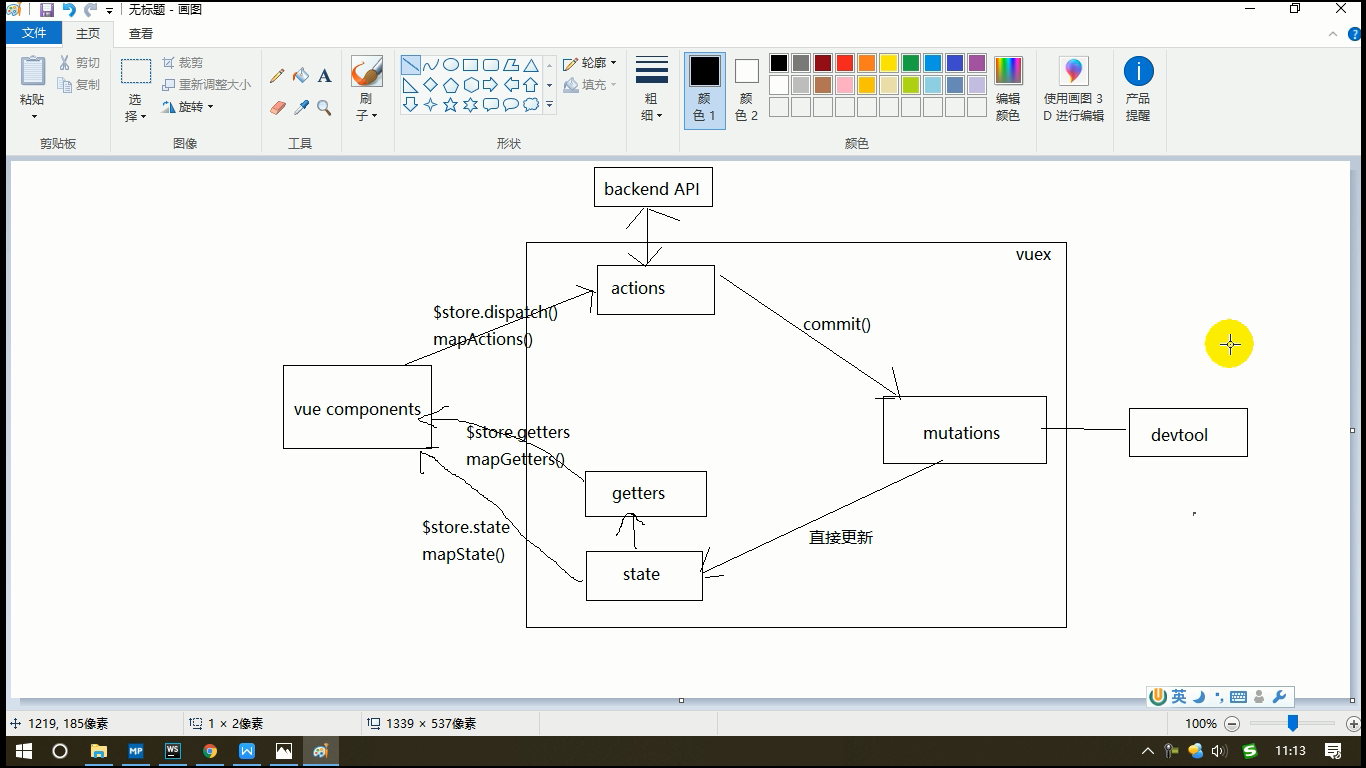 无标题 - 画图
文件
主页
查看
粘贴
剪切
复制
剪贴板
选择
裁剪
重新调整大小
旋转
图像
A
工具
刷子
轮廓
填充
形状
粗细
颜色 1
颜色 2
编辑颜色
颜色
使用画图 3D 进行编辑
产品提醒
backend API
vuex
actions
$store.dispatch()
mapActions()
commit()
vue components
$store.getters
mapGetters()
mutations
devtool
getters
$store.state
mapState()
直接更新
state
英
1219, 185像素
1 × 2像素
1339 × 537像素
100%
MP
WS
W
S
11:13